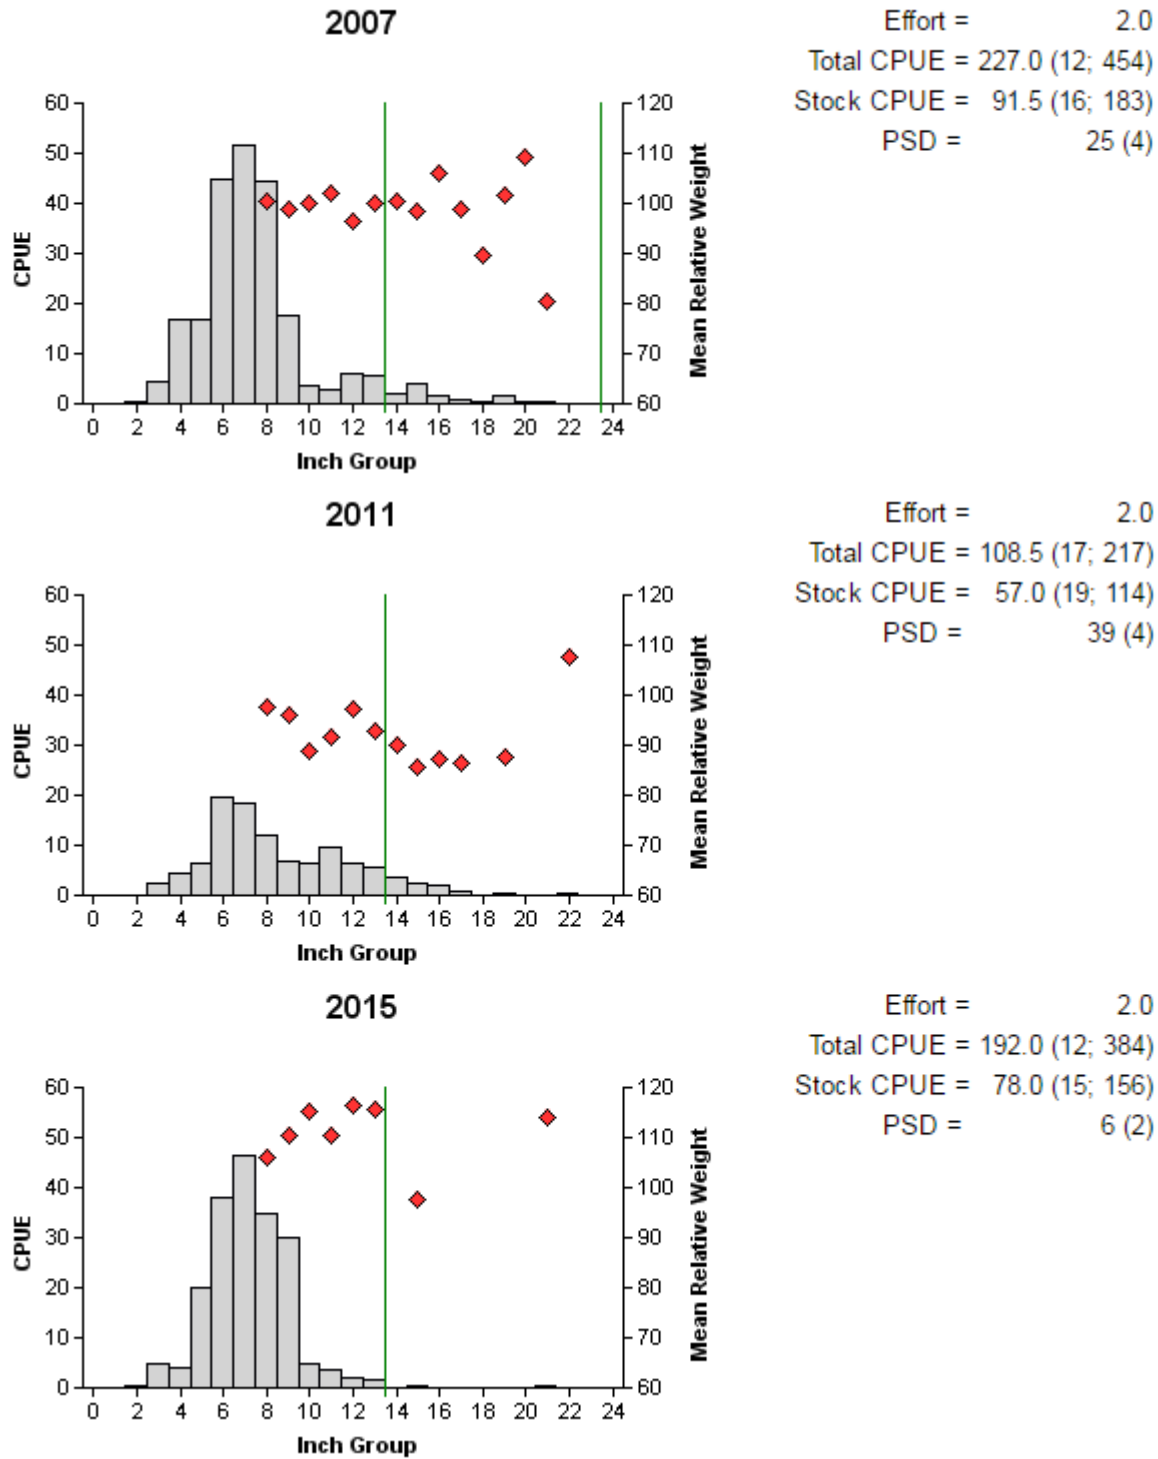 2007
Effort = 2.0
Total CPUE = 227.0 (12; 454)
Stock CPUE = 91.5 (16; 183)
PSD = 25 (4)
60 120
50 110
40 100
30 90
20 80
10 70
0 60
CPUE
Mean Relative Weight
0 2 4 6 8 10 12 14 16 18 20 22 24
Inch Group
2011
Effort = 2.0
Total CPUE = 108.5 (17; 217)
Stock CPUE = 57.0 (19; 114)
PSD = 39 (4)
60 120
50 110
40 100
30 90
20 80
10 70
0 60
CPUE
Mean Relative Weight
0 2 4 6 8 10 12 14 16 18 20 22 24
Inch Group
2015
Effort = 2.0
Total CPUE = 192.0 (12; 384)
Stock CPUE = 78.0 (15; 156)
PSD = 6 (2)
60 120
50 110
40 100
30 90
20 80
10 70
0 60
CPUE
Mean Relative Weight
0 2 4 6 8 10 12 14 16 18 20 22 24
Inch Group